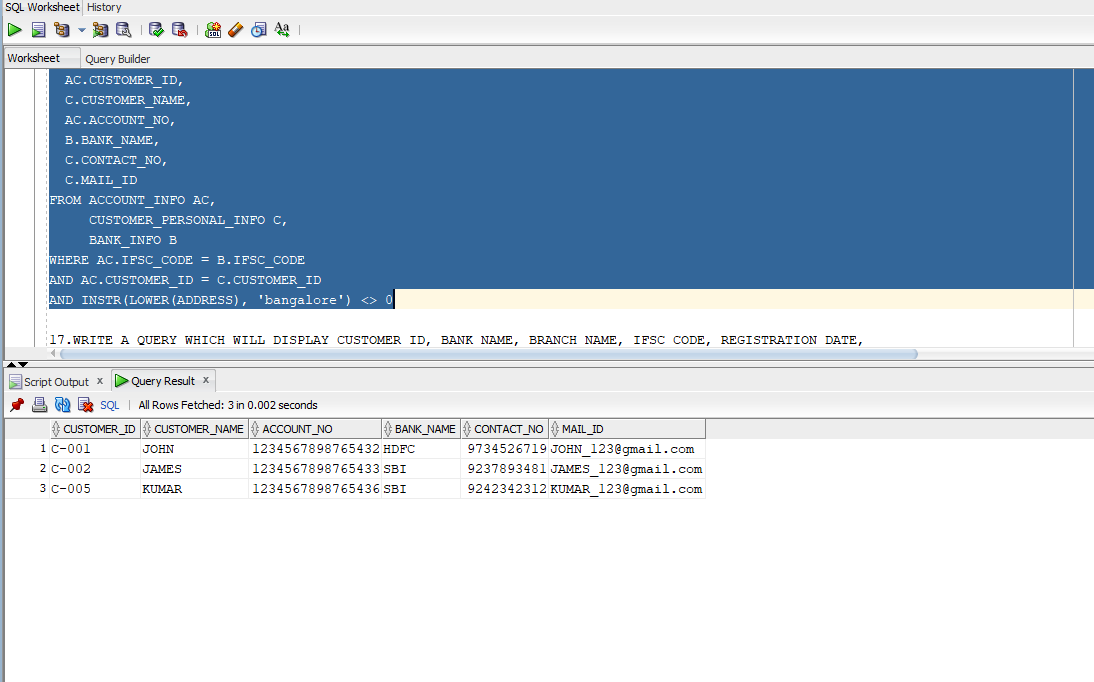 SQL Worksheet History
SQL
Aa
Worksheet Query Builder
AC.CUSTOMER_ID,
C.CUSTOMER_NAME,
AC.ACCOUNT_NO,
B.BANK_NAME,
C.CONTACT_NO,
C.MAIL_ID
FROM ACCOUNT_INFO AC,
CUSTOMER_PERSONAL_INFO C,
BANK_INFO B
WHERE AC.IFSC_CODE = B.IFSC_CODE
AND AC.CUSTOMER_ID = C.CUSTOMER_ID
AND INSTR(LOWER(ADDRESS), 'bangalore') <> 0
17.WRITE A QUERY WHICH WILL DISPLAY CUSTOMER ID, BANK NAME, BRANCH NAME, IFSC CODE, REGISTRATION DATE,
Script Output x Query Result x
SQL | All Rows Fetched: 3 in 0.002 seconds
CUSTOMER_ID CUSTOMER_NAME ACCOUNT_NO BANK_NAME CONTACT_NO MAIL_ID
1 C-001 JOHN 1234567898765432 HDFC 9734526719 JOHN_123@gmail.com
2 C-002 JAMES 1234567898765433 SBI 9237893481 JAMES_123@gmail.com
3 C-005 KUMAR 1234567898765436 SBI 9242342312 KUMAR_123@gmail.com